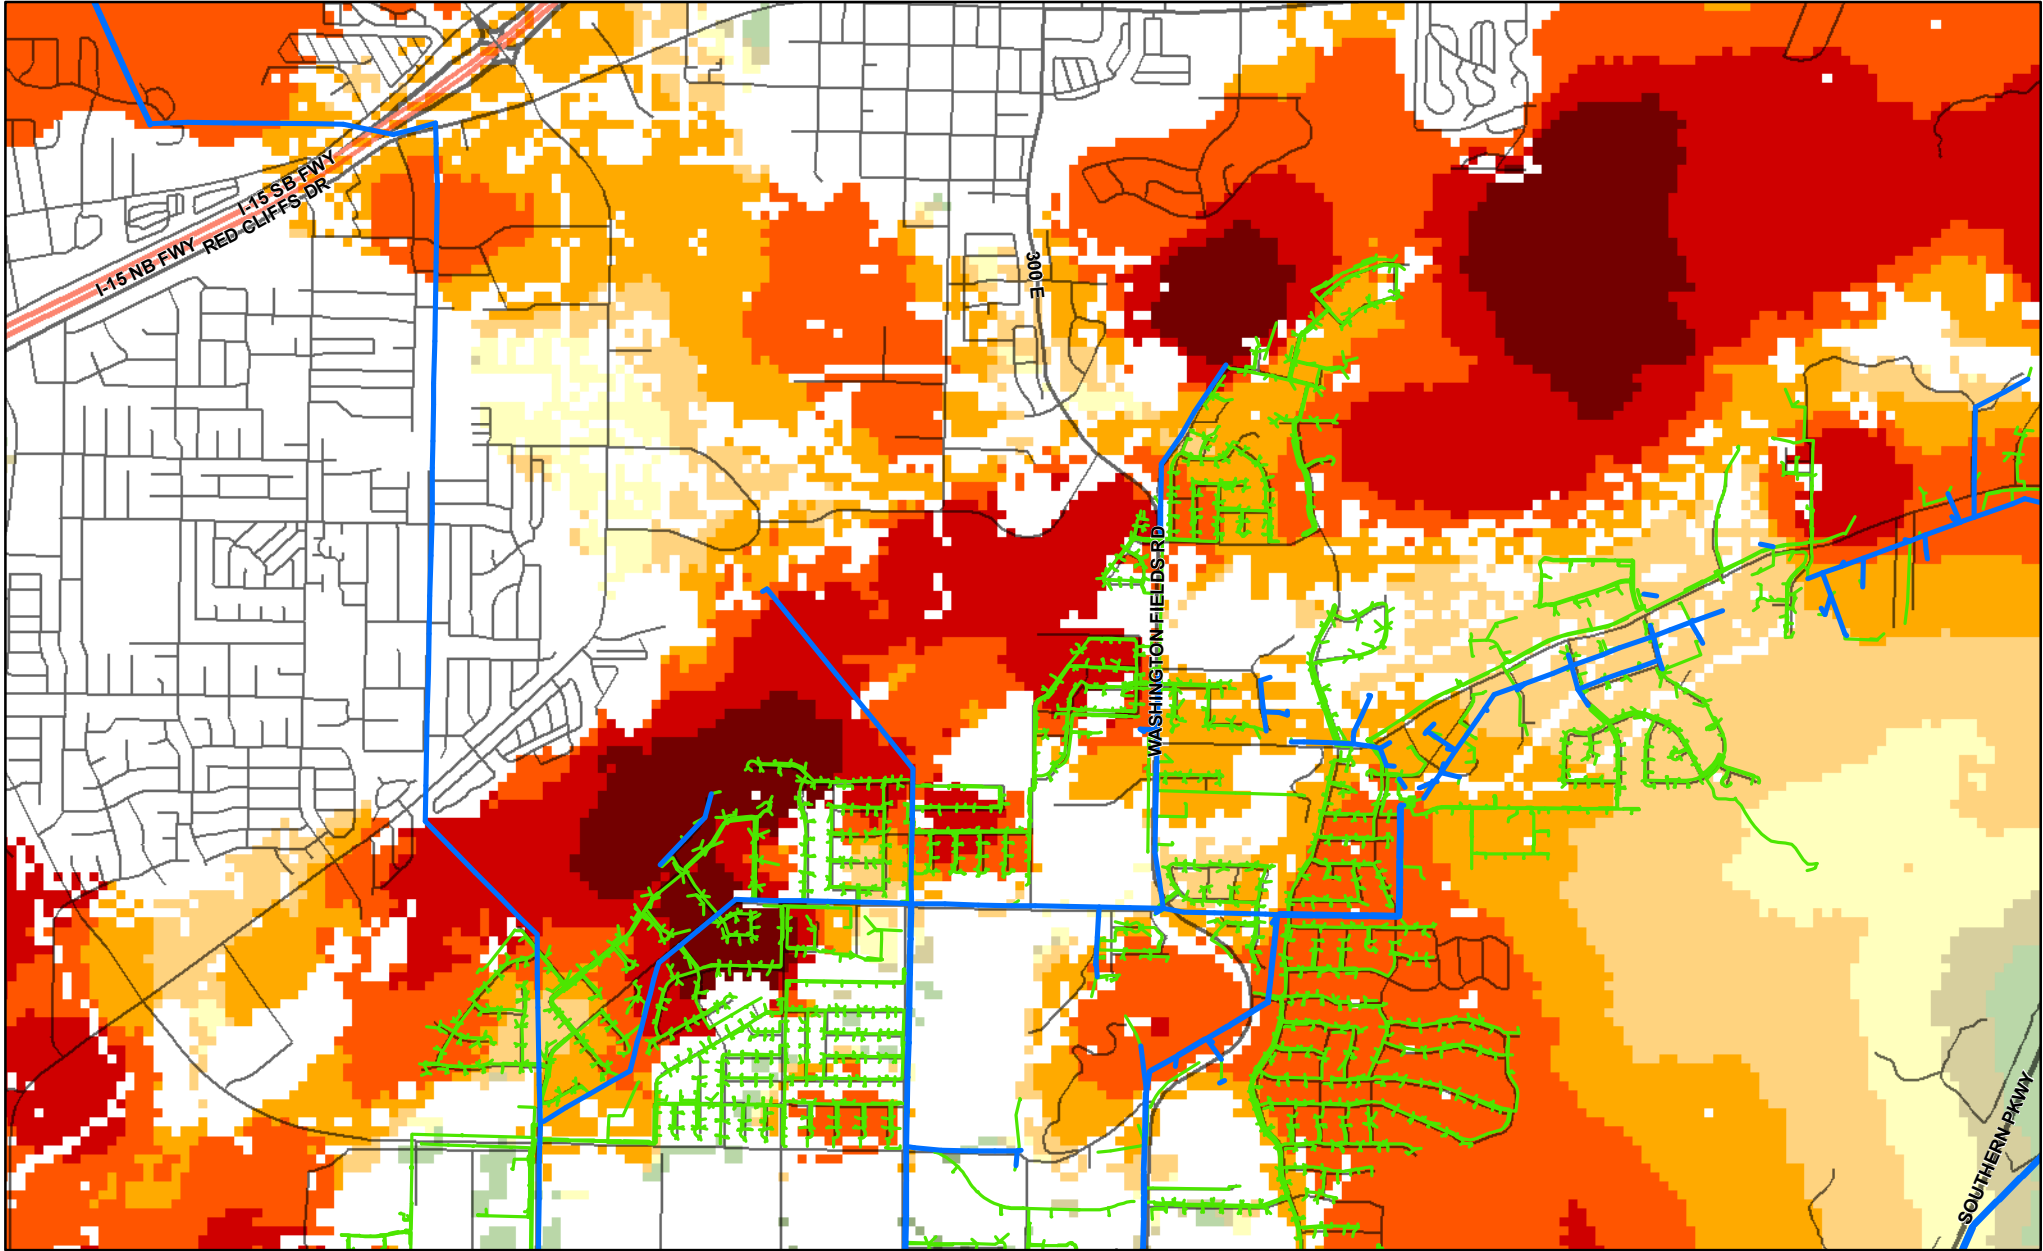 I-15 SB FWY
RED CLIFFS DR
I-15 NB FWY
300 E
WASHINGTON FIELDS RD
SOUTHERN PKWY